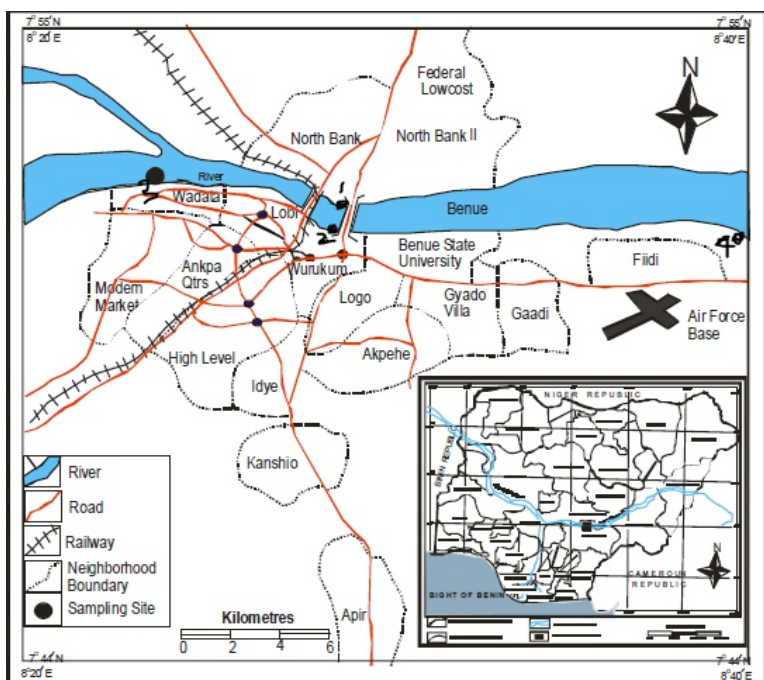 7°55′N
8°20′E
7°55′N
8°40′E
N
Federal
Lowcost
North Bank
North Bank II
River
3
Wadata
Lobi
1
2
Benue
4
Benue State
University
Fiidi
Ankpa
Qtrs
Wurukum
Modern
Market
Logo
Gyado
Villa
Gaadi
Air Force
Base
High Level
Akpehe
Idye
Kanshio
Apir
River
Road
Railway
Neighborhood
Boundary
Sampling Site
Kilometres
0 2 4 6
NIGER REPUBLIC
BININ REPUBLIC
N
CAMEROUN
REPUBLIC
BIGHT OF BENIN
7°44′N
8°20′E
7°44′N
8°40′E